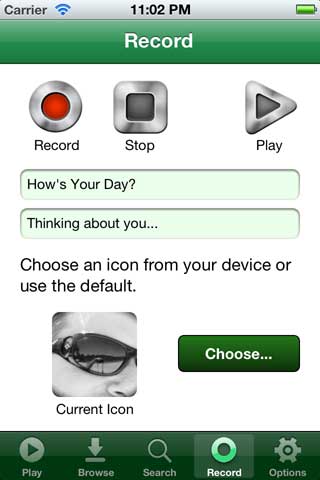 Carrier 11:02 PM
Record
Record Stop Play
How's Your Day?
Thinking about you...
Choose an icon from your device or
use the default.
Choose...
Current Icon
Play Browse Search Record Options